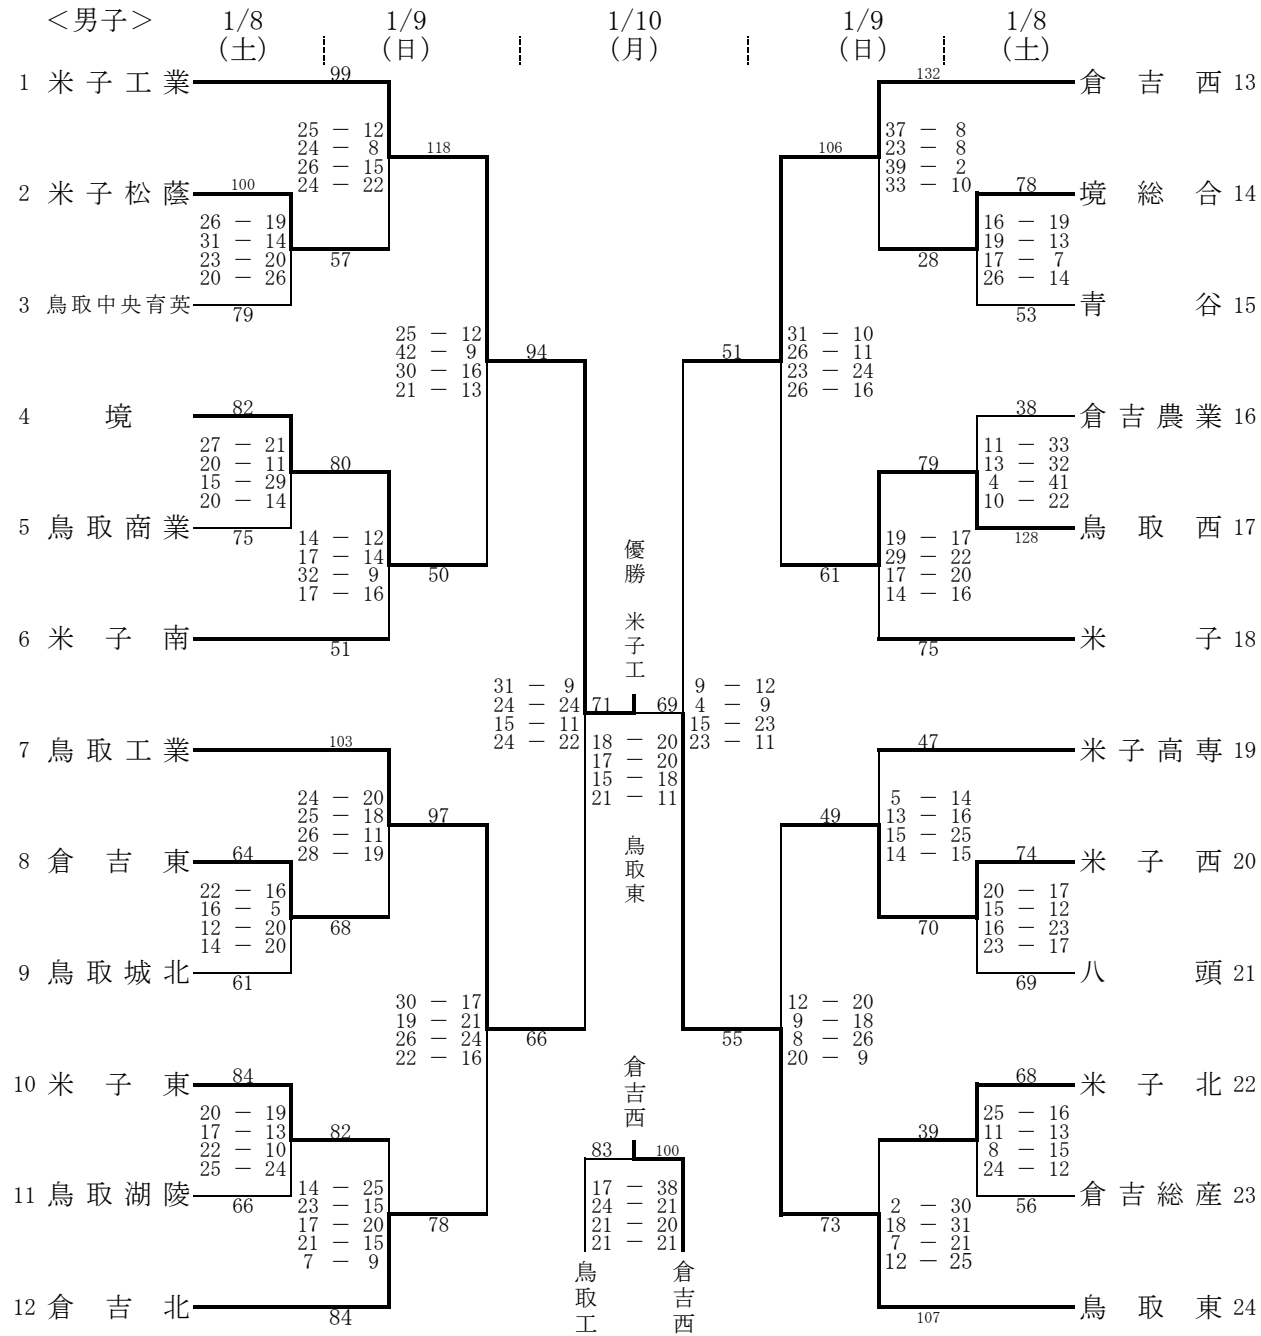 ＜男子＞ 1/8 1/9 1/10 1/9 1/8
（土） （日） （月） （日） （土）
1 米子工業 99 132 倉吉西 13
25 － 12 37 － 8
24 － 8 118 106 23 － 8
26 － 15 39 － 2
24 － 22 33 － 10
2 米子松蔭 100 78 境総合 14
26 － 19 16 － 19
31 － 14 19 － 13
23 － 20 57 28 17 － 7
20 － 26 26 － 14
3 鳥取中央育英 79 53 青谷 15
25 － 12 31 － 10
42 － 9 94 51 26 － 11
30 － 16 23 － 24
21 － 13 26 － 16
4 境 82 38 倉吉農業 16
27 － 21 11 － 33
20 － 11 80 79 13 － 32
15 － 29 4 － 41
20 － 14 10 － 22
5 鳥取商業 75 128 鳥取西 17
14 － 12 19 － 17
17 － 14 29 － 22
32 － 9 50 61 17 － 20
17 － 16 14 － 16
6 米子南 51 75 米子 18
優勝 米子工
31 － 9 9 － 12
24 － 24 71 69 4 － 9
15 － 11 15 － 23
24 － 22 23 － 11
18 － 20
17 － 20
15 － 18
21 － 11
鳥取東
7 鳥取工業 103 47 米子高専 19
24 － 20 5 － 14
25 － 18 97 49 13 － 16
26 － 11 15 － 25
28 － 19 14 － 15
8 倉吉東 64 74 米子西 20
22 － 16 20 － 17
16 － 5 15 － 12
12 － 20 68 70 16 － 23
14 － 20 23 － 17
9 鳥取城北 61 69 八頭 21
30 － 17 12 － 20
19 － 21 9 － 18
26 － 24 66 55 8 － 26
22 － 16 20 － 9
10 米子東 84 68 米子北 22
20 － 19 25 － 16
17 － 13 82 39 11 － 13
22 － 10 8 － 15
25 － 24 24 － 12
11 鳥取湖陵 66 56 倉吉総産 23
14 － 25 2 － 30
23 － 15 18 － 31
17 － 20 78 73 7 － 21
21 － 15 12 － 25
7 － 9
12 倉吉北 84 107 鳥取東 24
倉吉西
83 100
17 － 38
24 － 21
21 － 20
21 － 21
鳥取工 倉吉西